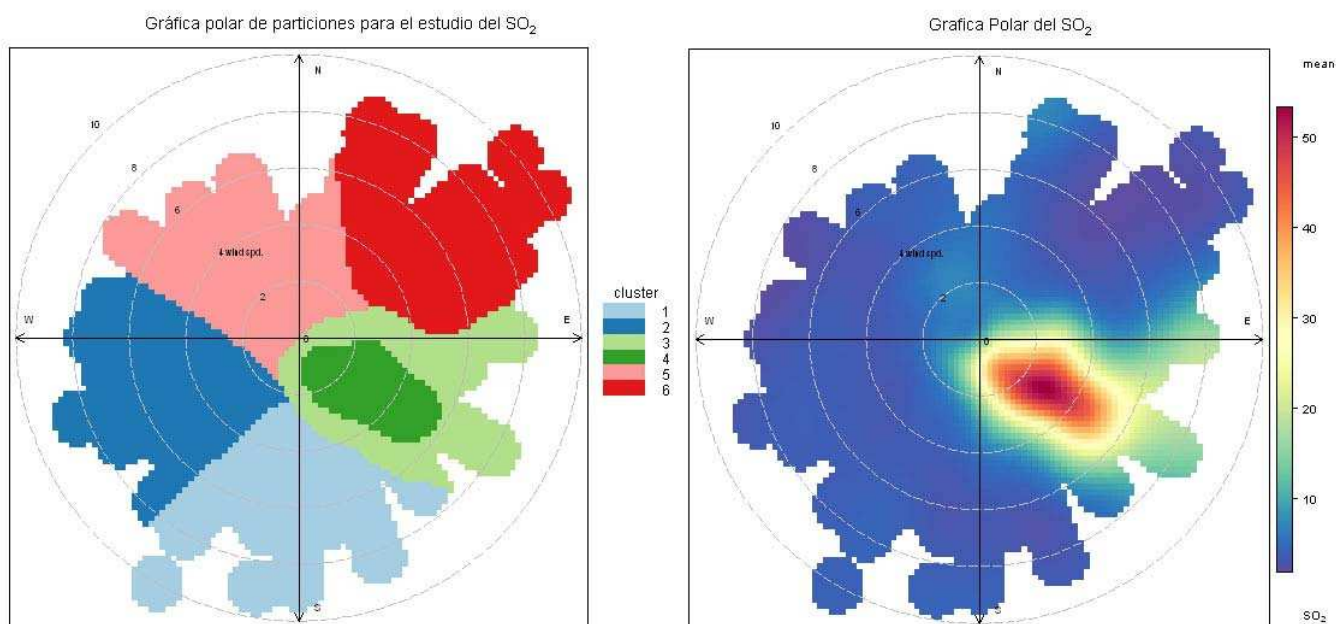 Gráfica polar de particiones para el estudio del SO₂
N
10
8
6
4 wind spd.
2
0
W
E
S
cluster
1
2
3
4
5
6
Grafica Polar del SO₂
N
10
8
6
4 wind spd.
2
0
W
E
S
mean
50
40
30
20
10
SO₂